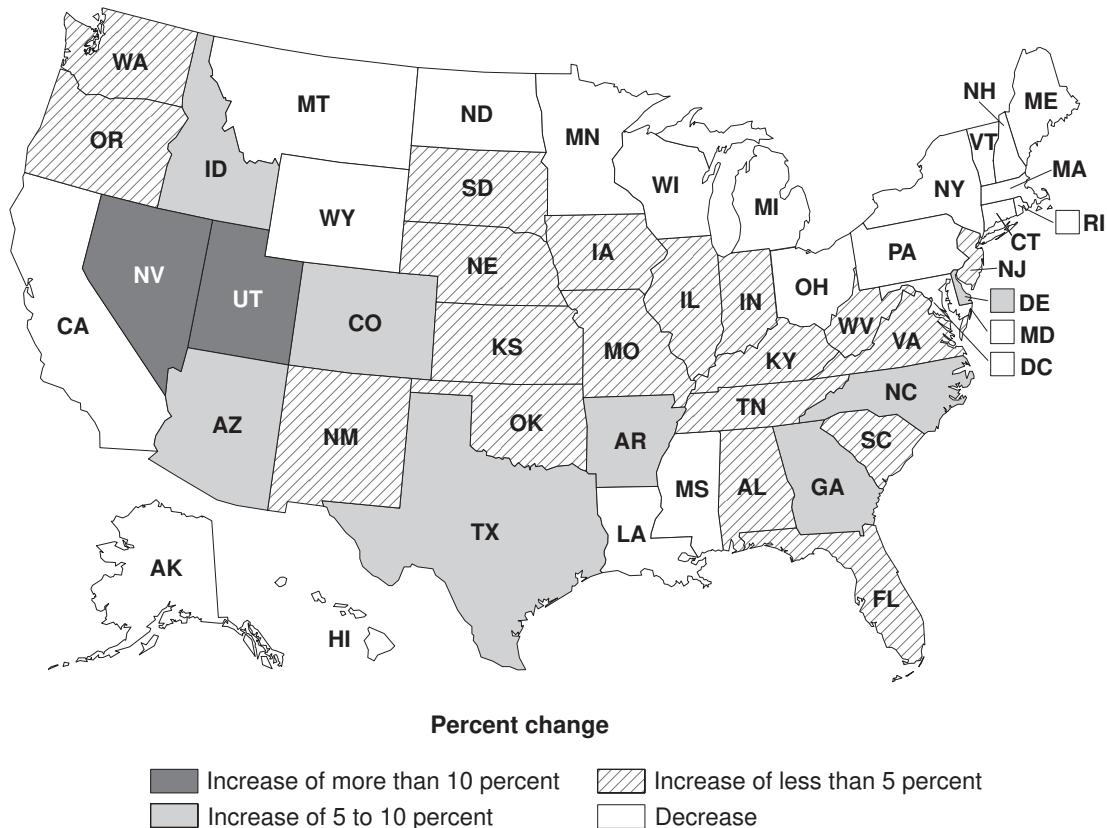 WA
MT
ND
MN
NH
ME
VT
OR
ID
SD
WI
MI
NY
MA
RI
WY
CT
PA
NJ
NV
NE
IA
OH
DE
UT
IL
IN
CA
CO
WV
MD
KS
MO
KY
VA
DC
AZ
NM
OK
AR
TN
NC
SC
MS
AL
GA
TX
LA
AK
FL
HI
Percent change
Increase of more than 10 percent
Increase of less than 5 percent
Increase of 5 to 10 percent
Decrease